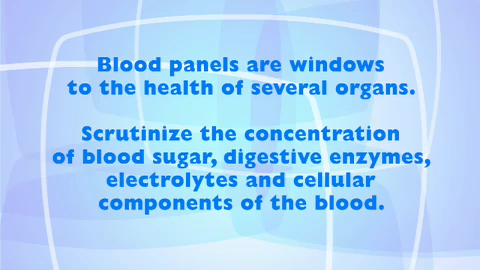 Blood panels are windows
to the health of several organs.
Scrutinize the concentration
of blood sugar, digestive enzymes,
electrolytes and cellular
components of the blood.